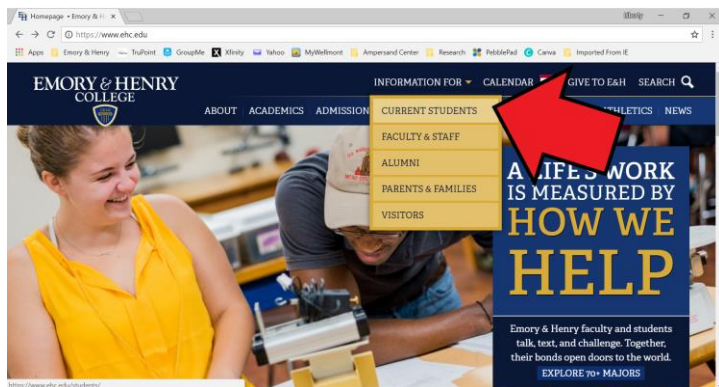 Homepage • Emory & H
Mindy
https://www.ehc.edu
Apps Emory & Henry TruPoint GroupMe Xfinity Yahoo MyWellmont Ampersand Center Research PebblePad Canva Imported From IE
EMORY & HENRY
COLLEGE
INFORMATION FOR CALENDAR GIVE TO E&H SEARCH
ABOUT ACADEMICS ADMISSION ATHLETICS NEWS
CURRENT STUDENTS
FACULTY & STAFF
ALUMNI
PARENTS & FAMILIES
VISITORS
A LIFE'S WORK
IS MEASURED BY
HOW WE
HELP
Emory & Henry faculty and students
talk, text, and challenge. Together,
their bonds open doors to the world.
EXPLORE 70+ MAJORS
https://www.ehc.edu/students/